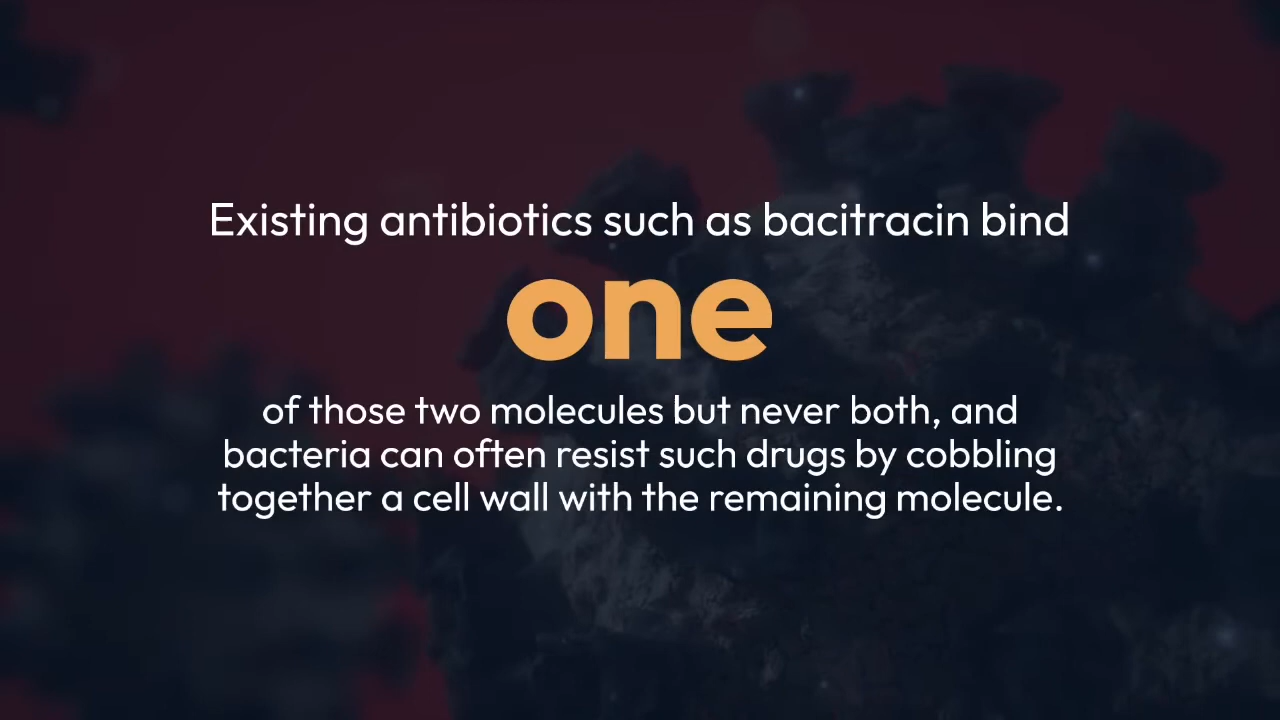 Existing antibiotics such as bacitracin bind
one
of those two molecules but never both, and
bacteria can often resist such drugs by cobbling
together a cell wall with the remaining molecule.